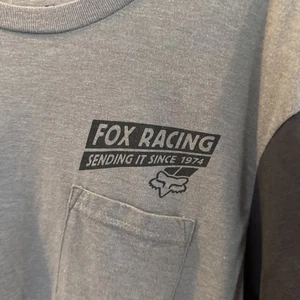 FOX RACING
SENDING IT SINCE 1974